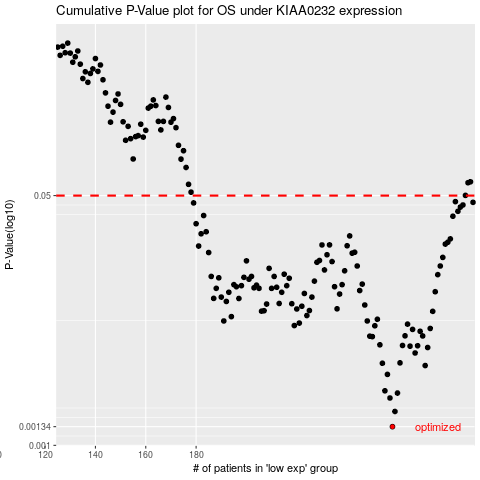 Cumulative P-Value plot for OS under KIAA0232 expression
P-Value(log10)
0.05
0.00134
0.001
optimized
0
120
140
160
180
# of patients in 'low exp' group